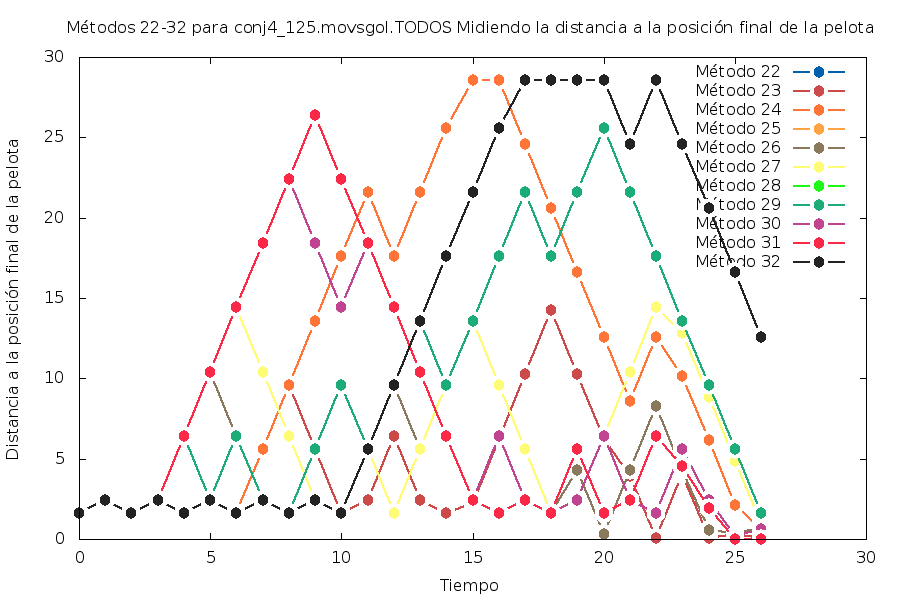 Métodos 22-32 para conj4_125.movsgol.TODOS Midiendo la distancia a la posición final de la pelota
30
25
20
15
10
5
0
0 5 10 15 20 25 30
Distancia a la posición final de la pelota
Tiempo
Método 22
Método 23
Método 24
Método 25
Método 26
Método 27
Método 28
Método 29
Método 30
Método 31
Método 32